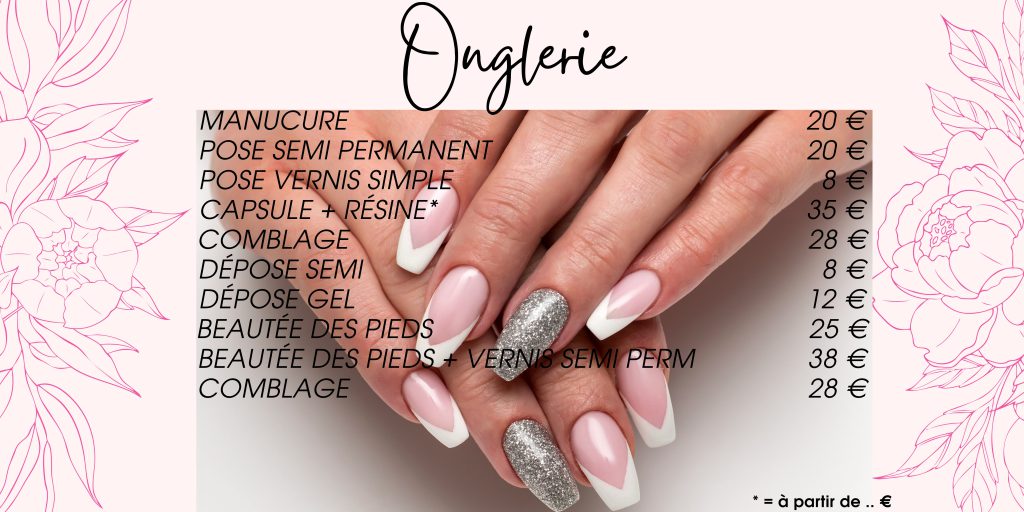 Onglerie
MANUCURE 20 €
POSE SEMI PERMANENT 20 €
POSE VERNIS SIMPLE 8 €
CAPSULE + RÉSINE* 35 €
COMBLAGE 28 €
DÉPOSE SEMI 8 €
DÉPOSE GEL 12 €
BEAUTÉE DES PIEDS 25 €
BEAUTÉE DES PIEDS + VERNIS SEMI PERM 38 €
COMBLAGE 28 €
* = à partir de .. €